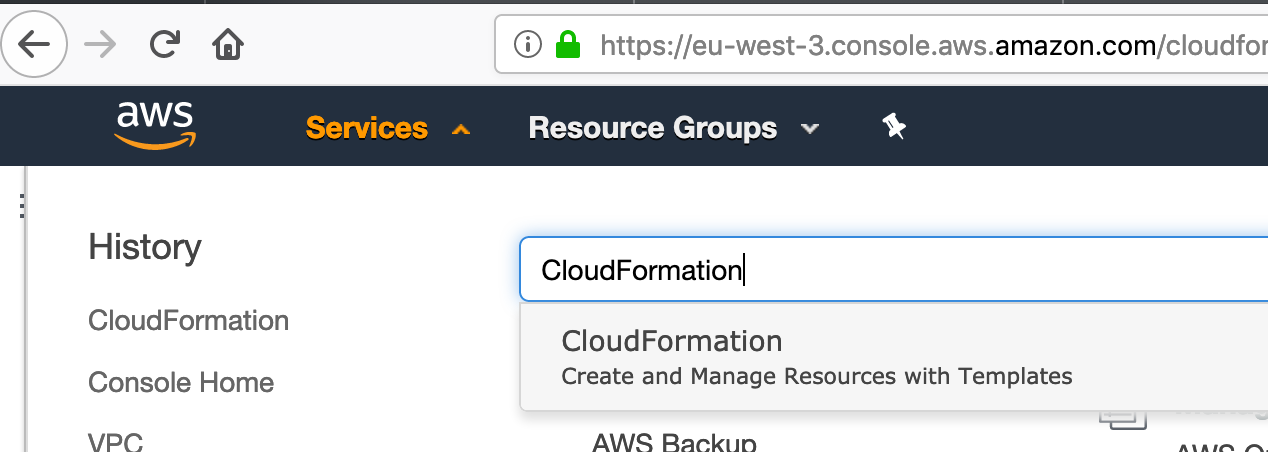 https://eu-west-3.console.aws.amazon.com/cloudfor
aws
Services
Resource Groups
History
CloudFormation
CloudFormation
CloudFormation
Create and Manage Resources with Templates
Console Home
VPC
AWS Backup